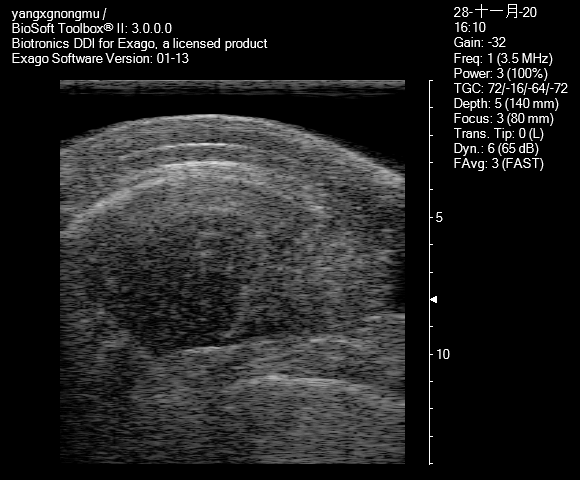 yangxgnongmu /
BioSoft Toolbox® II: 3.0.0.0
Biotronics DDI for Exago, a licensed product
Exago Software Version: 01-13
28-十一月-20
16:10
Gain: -32
Freq: 1 (3.5 MHz)
Power: 3 (100%)
TGC: 72/-16/-64/-72
Depth: 5 (140 mm)
Focus: 3 (80 mm)
Trans. Tip: 0 (L)
Dyn.: 6 (65 dB)
FAvg: 3 (FAST)
5
10